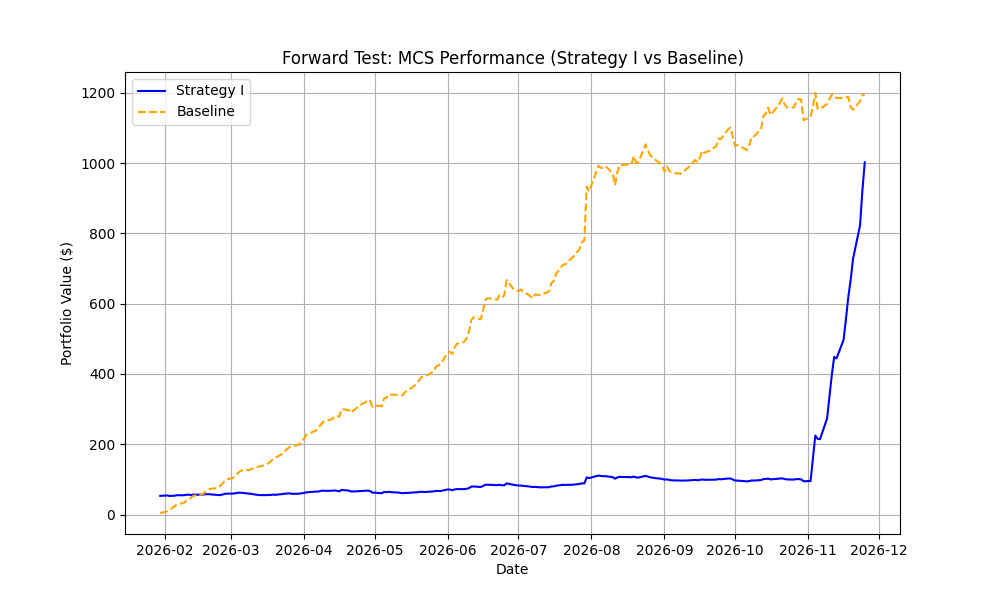 Forward Test: MCS Performance (Strategy I vs Baseline)
Strategy I
Baseline
Portfolio Value ($)
1200
1000
800
600
400
200
0
2026-02 2026-03 2026-04 2026-05 2026-06 2026-07 2026-08 2026-09 2026-10 2026-11 2026-12
Date